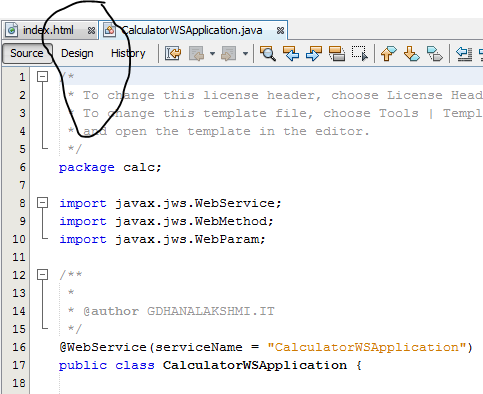 index.html CalculatorWSApplication.java
Source Design History
1 /*
2 * To change this license header, choose License Head
3 * To change this template file, choose Tools | Templ
4 * and open the template in the editor.
5 */
6 package calc;
7
8 import javax.jws.WebService;
9 import javax.jws.WebMethod;
10 import javax.jws.WebParam;
11
12 /**
13 *
14 * @author GDHANALAKSHMI.IT
15 */
16 @WebService(serviceName = "CalculatorWSApplication")
17 public class CalculatorWSApplication {
18